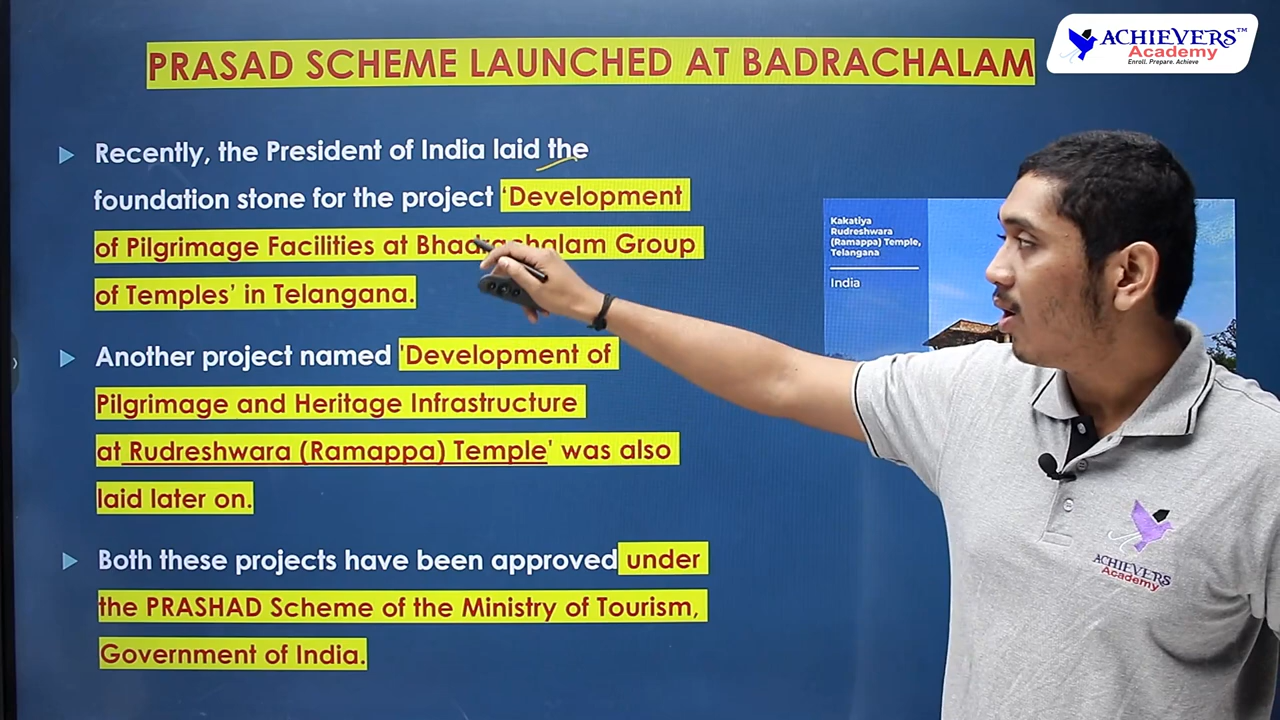 PRASAD SCHEME LAUNCHED AT BADRACHALAM
ACHIEVERS™
Academy
Enroll. Prepare. Achieve
Recently, the President of India laid the
foundation stone for the project 'Development
of Pilgrimage Facilities at Bhadrachalam Group
of Temples' in Telangana.
Another project named 'Development of
Pilgrimage and Heritage Infrastructure
at Rudreshwara (Ramappa) Temple' was also
laid later on.
Both these projects have been approved under
the PRASHAD Scheme of the Ministry of Tourism,
Government of India.
Kakatiya
Rudreshwara
(Ramappa) Temple,
Telangana
India
ACHIEVERS
Academy